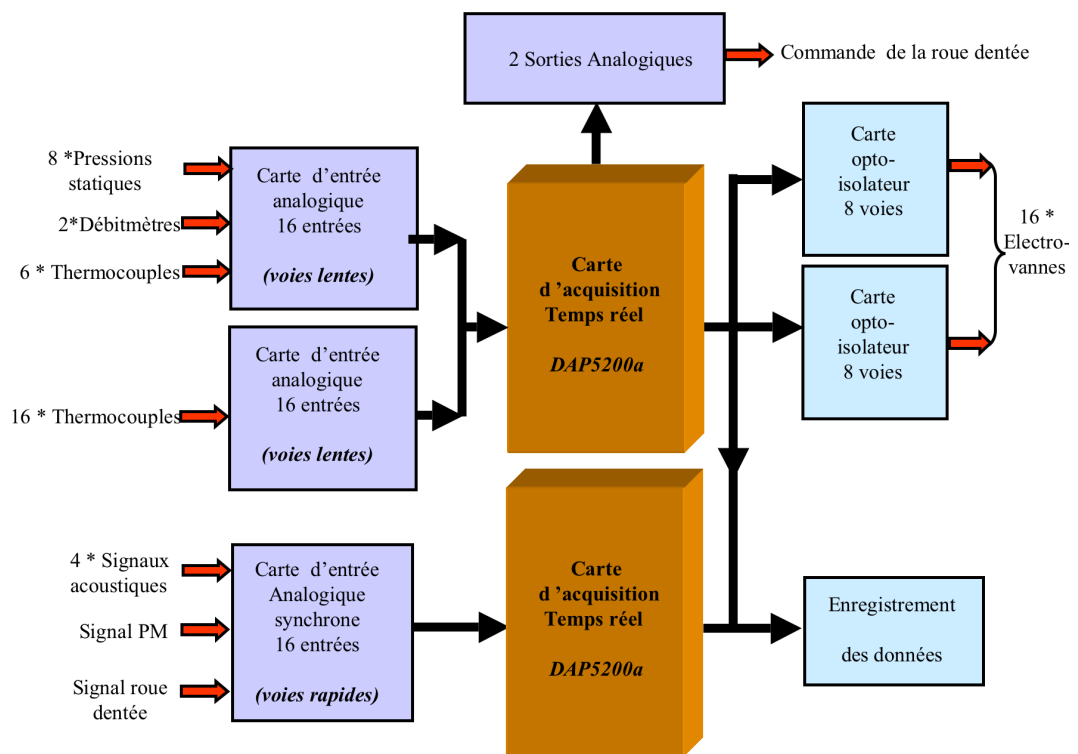 2 Sorties Analogiques
Commande de la roue dentée
8 *Pressions
statiques
2*Débitmètres
6 * Thermocouples
Carte d'entrée
analogique
16 entrées
(voies lentes)
16 * Thermocouples
Carte d'entrée
analogique
16 entrées
(voies lentes)
Carte
d 'acquisition
Temps réel
DAP5200a
Carte
opto-
isolateur
8 voies
Carte
opto-
isolateur
8 voies
16 *
Electro-
vannes
4 * Signaux
acoustiques
Signal PM
Signal roue
dentée
Carte d'entrée
Analogique
synchrone
16 entrées
(voies rapides)
Carte
d 'acquisition
Temps réel
DAP5200a
Enregistrement
des données